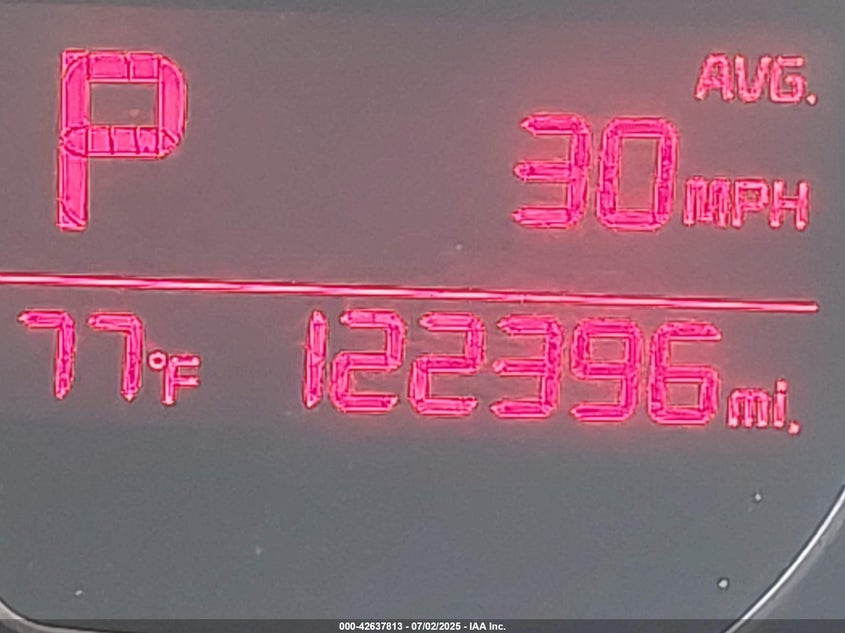 P
AVG.
30 MPH
77°F 122396 mi.
000-42637813 - 07/02/2025 - IAA Inc.